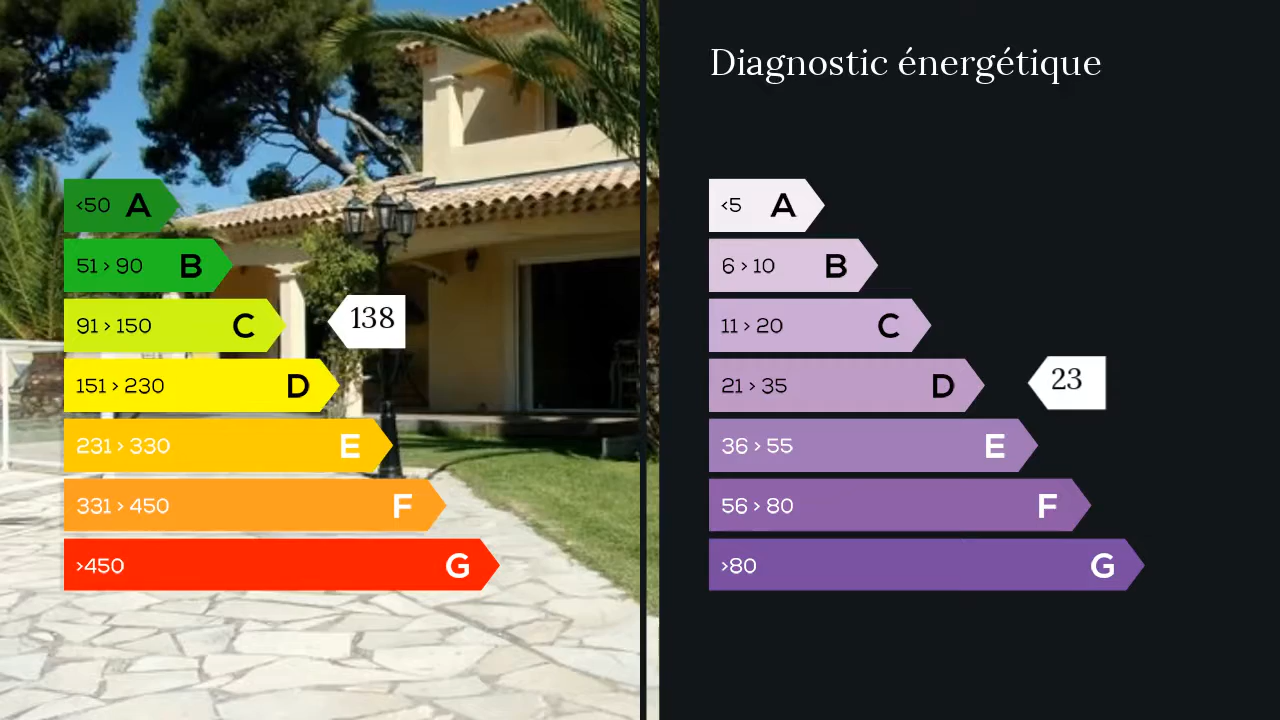 Diagnostic énergétique
<50 A
51 > 90 B
91 > 150 C
138
151 > 230 D
231 > 330 E
331 > 450 F
>450 G
<5 A
6 > 10 B
11 > 20 C
21 > 35 D
23
36 > 55 E
56 > 80 F
>80 G